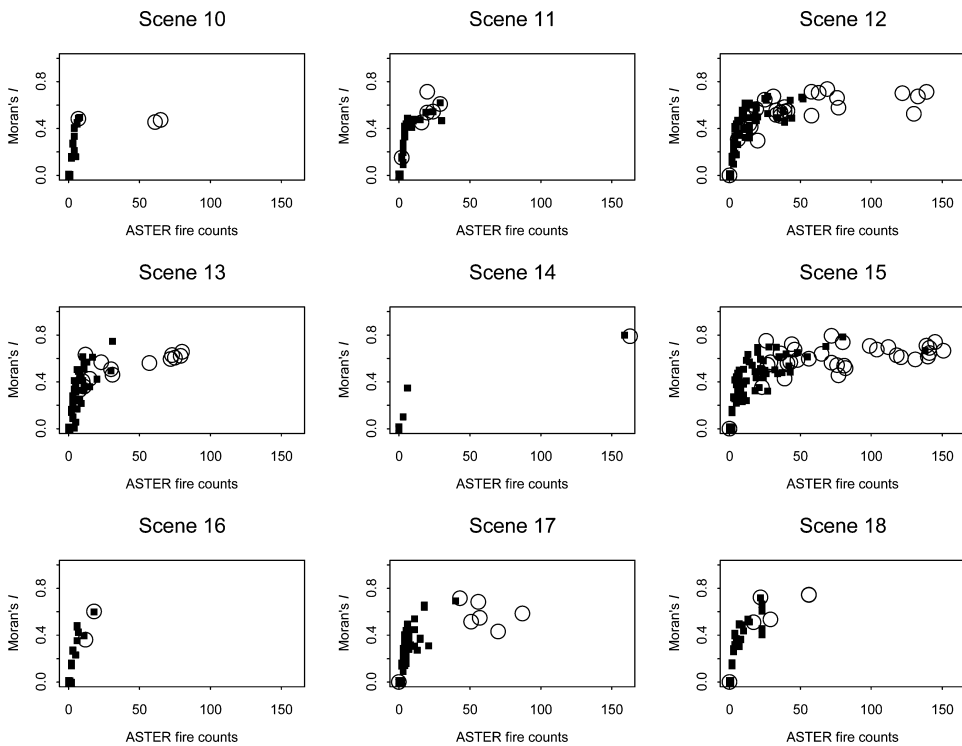 Scene 10
Scene 11
Scene 12
Moran's I
0.0 0.4 0.8
0 50 100 150
ASTER fire counts
Moran's I
0.0 0.4 0.8
0 50 100 150
ASTER fire counts
Moran's I
0.0 0.4 0.8
0 50 100 150
ASTER fire counts
Scene 13
Scene 14
Scene 15
Moran's I
0.0 0.4 0.8
0 50 100 150
ASTER fire counts
Moran's I
0.0 0.4 0.8
0 50 100 150
ASTER fire counts
Moran's I
0.0 0.4 0.8
0 50 100 150
ASTER fire counts
Scene 16
Scene 17
Scene 18
Moran's I
0.0 0.4 0.8
0 50 100 150
ASTER fire counts
Moran's I
0.0 0.4 0.8
0 50 100 150
ASTER fire counts
Moran's I
0.0 0.4 0.8
0 50 100 150
ASTER fire counts